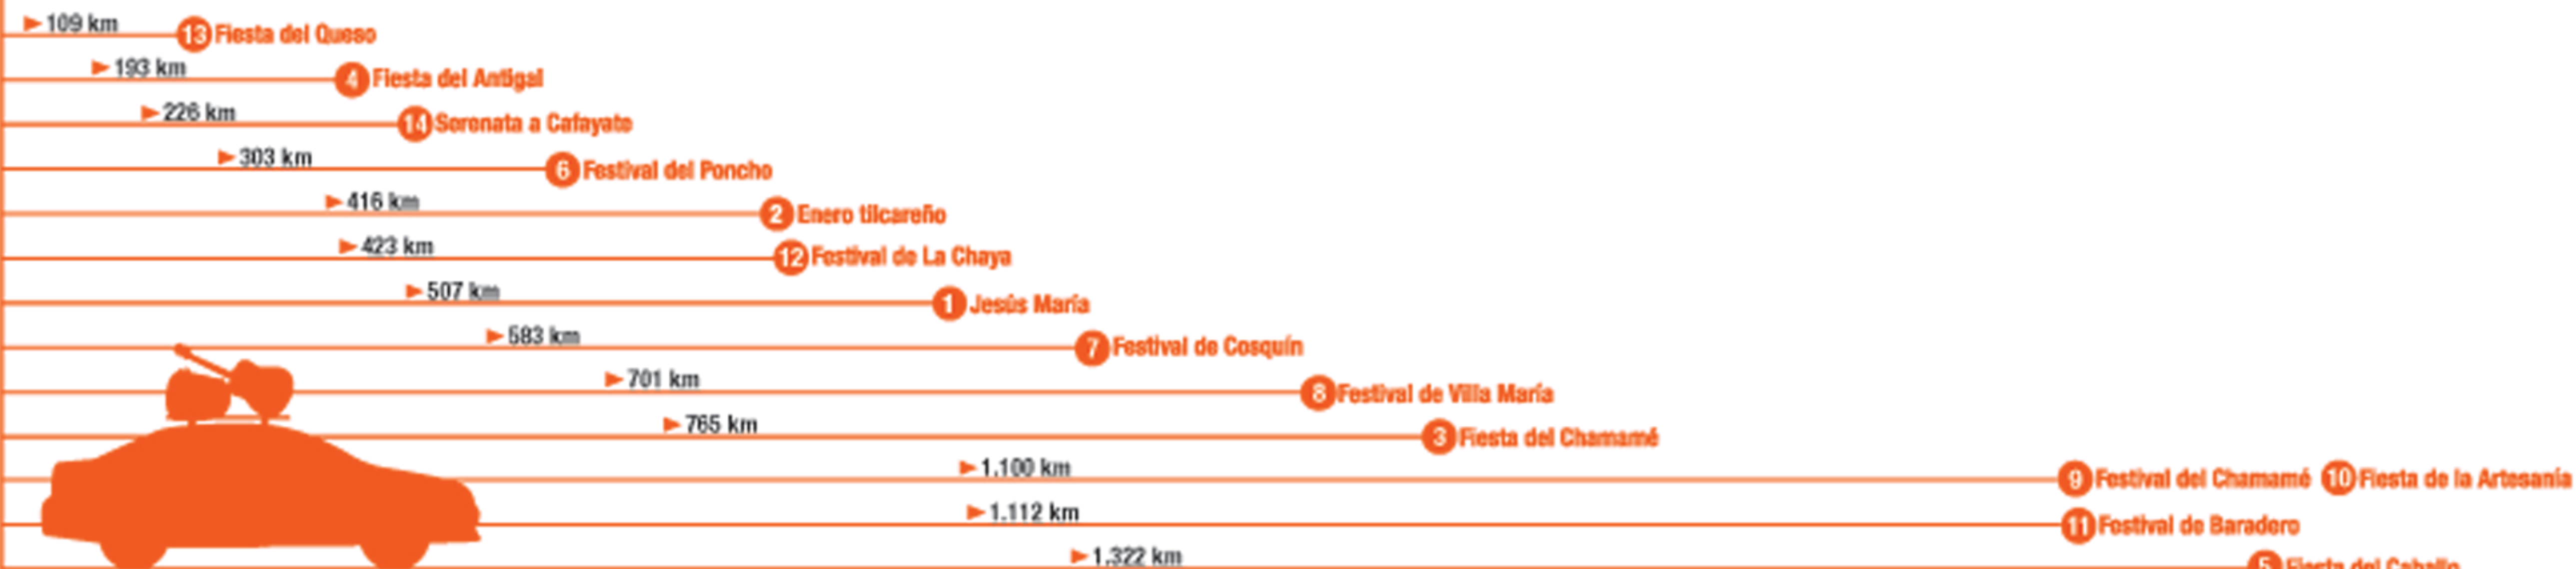 109 km
13 Fiesta del Queso
193 km
4 Fiesta del Antigal
226 km
14 Serenata a Cafayate
303 km
6 Festival del Poncho
416 km
2 Enero tilcareño
423 km
12 Festival de La Chaya
507 km
1 Jesús María
583 km
7 Festival de Cosquín
701 km
8 Festival de Villa María
765 km
3 Fiesta del Chamamé
1.100 km
9 Festival del Chamamé 10 Fiesta de la Artesanía
1.112 km
11 Festival de Baradero
1.322 km
5 Fiesta del Caballo